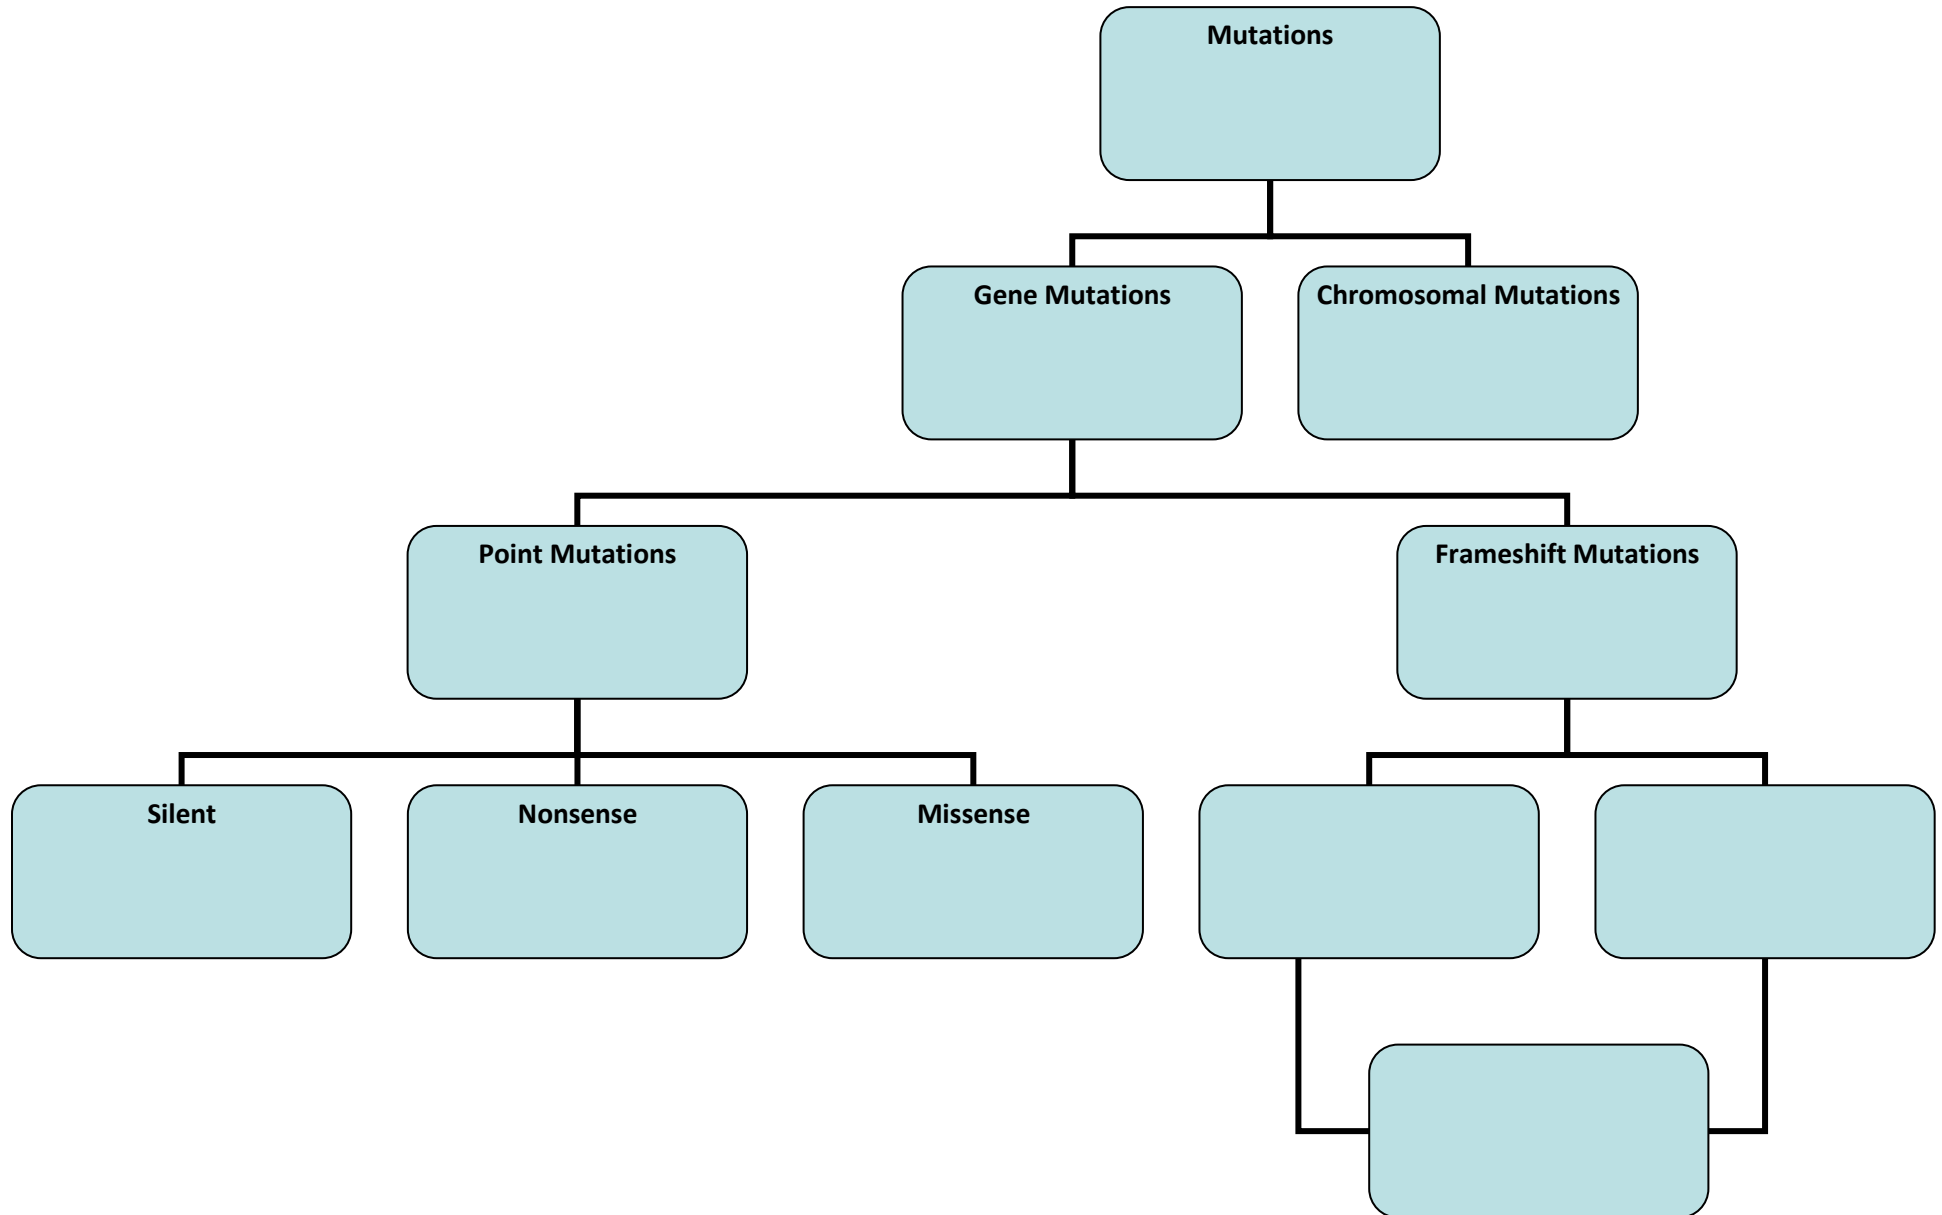 Mutations
Gene Mutations
Chromosomal Mutations
Point Mutations
Frameshift Mutations
Silent
Nonsense
Missense